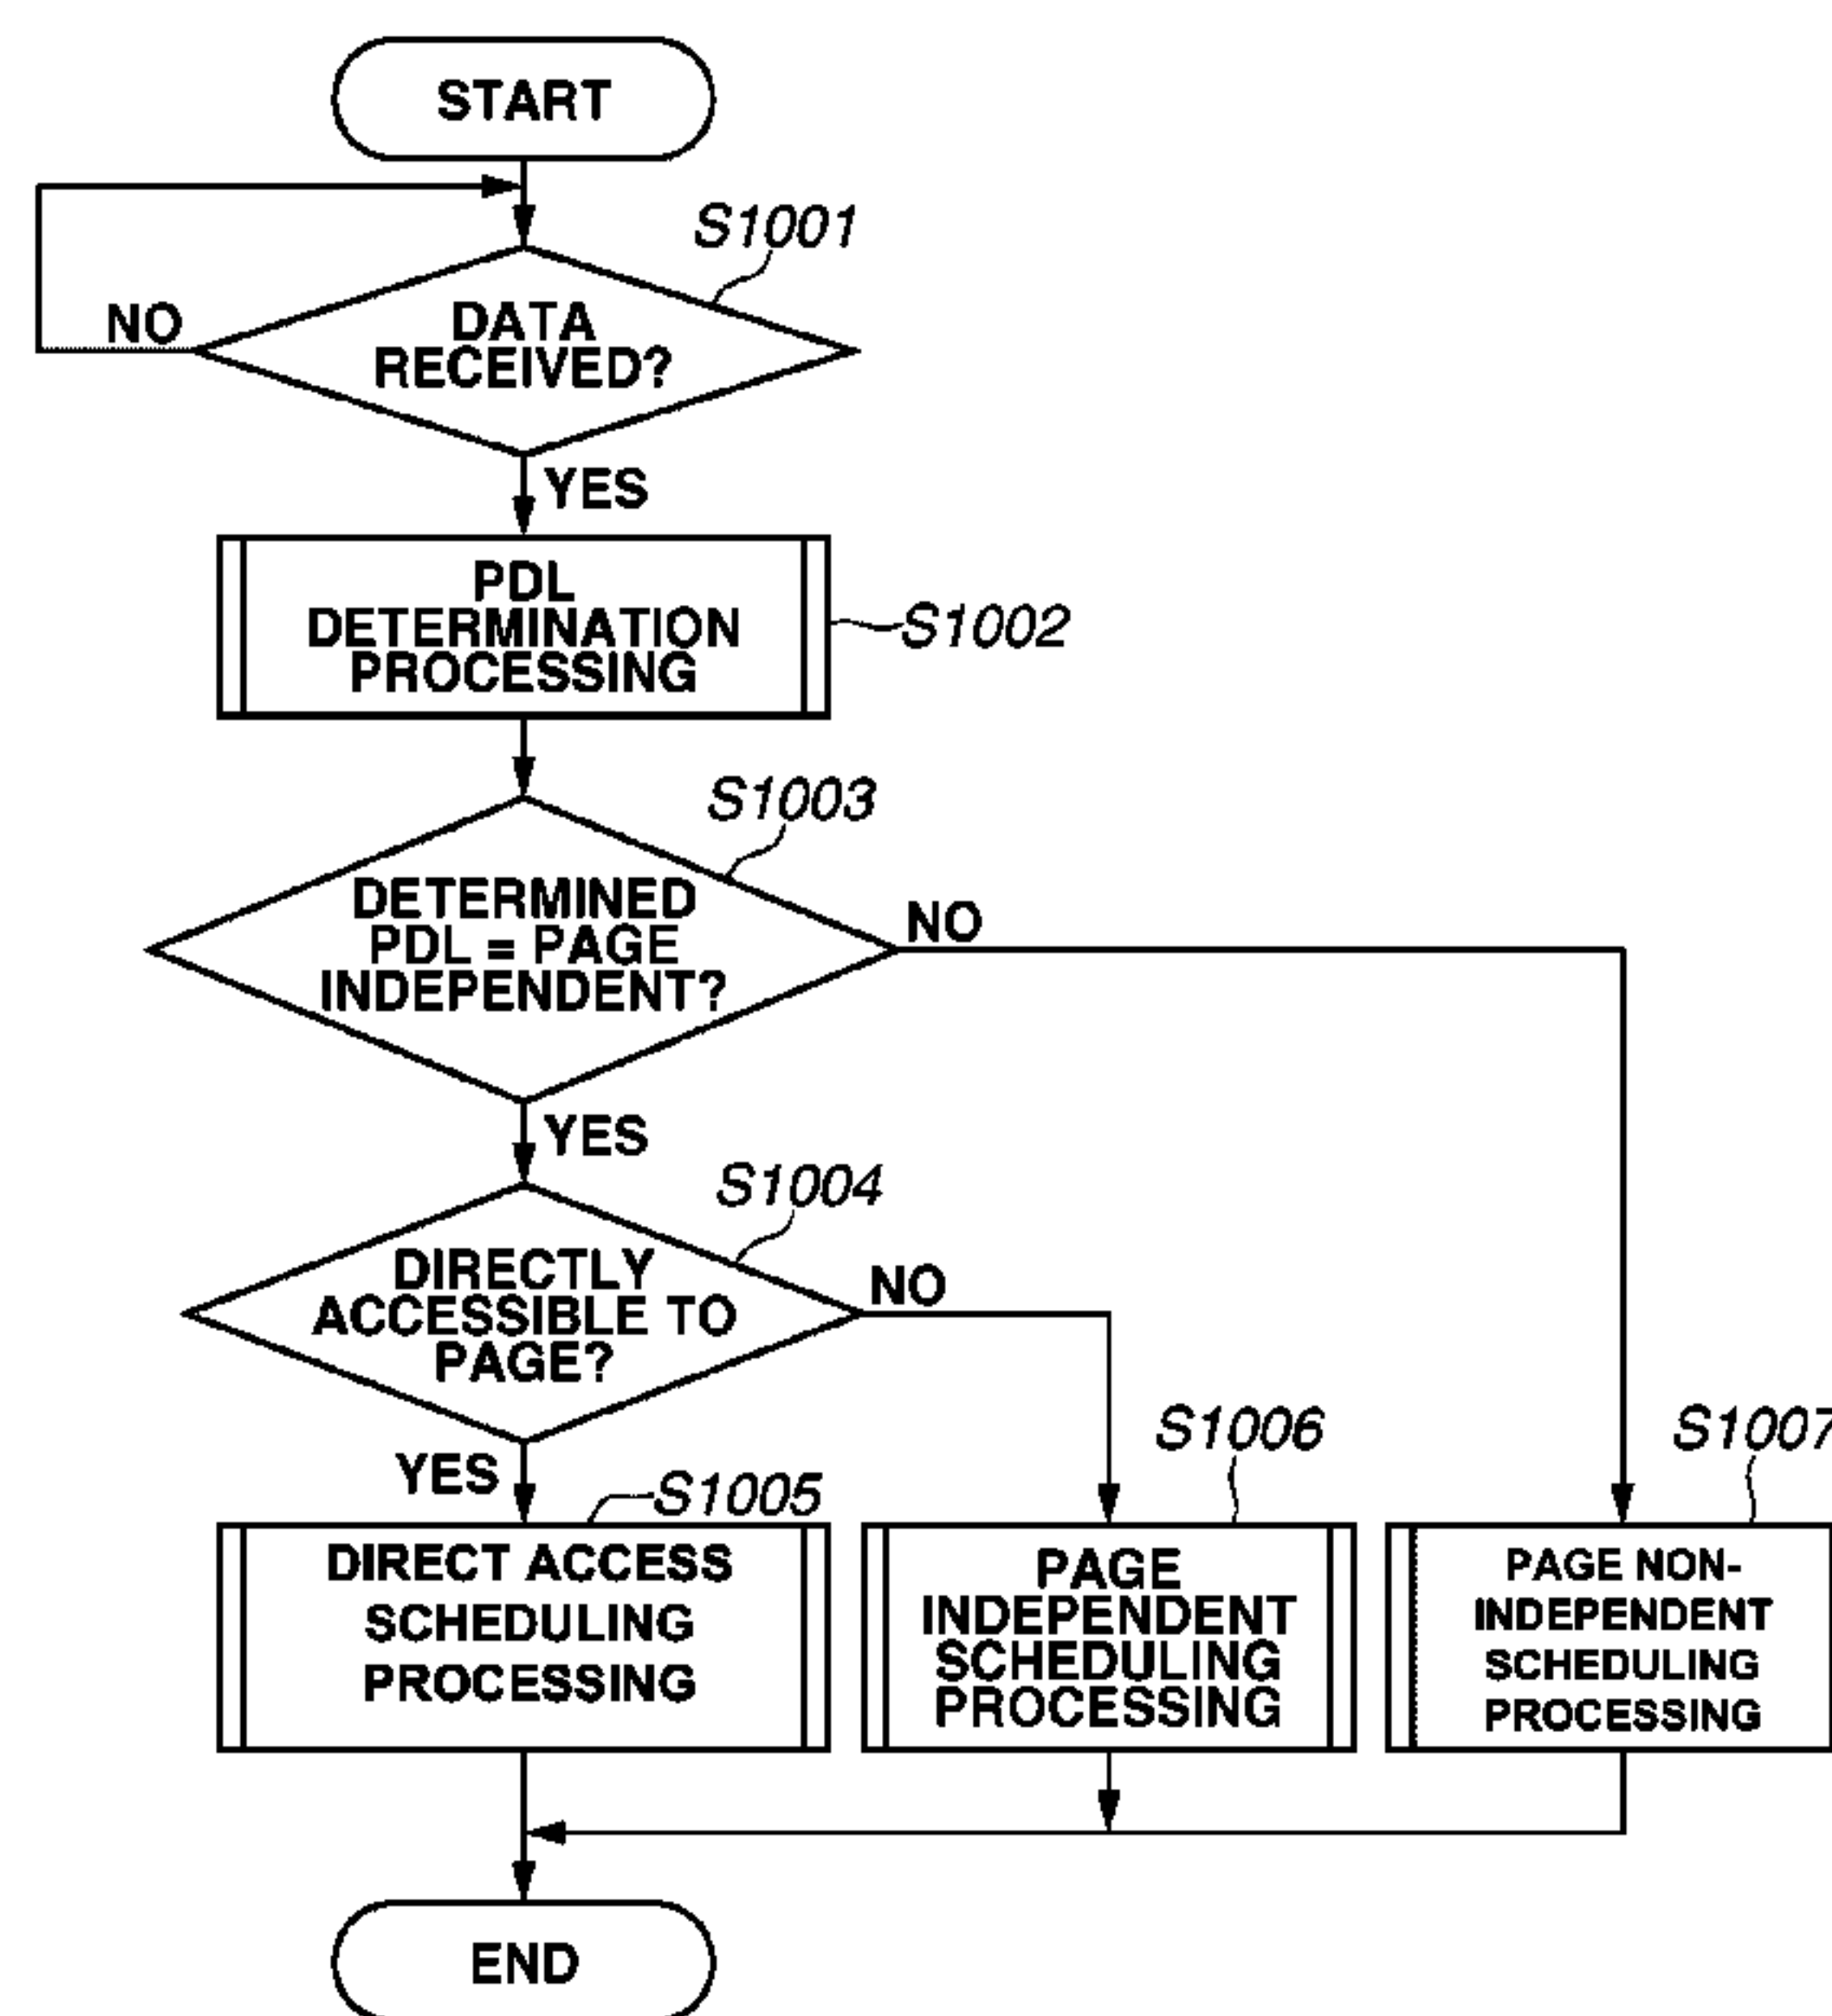 START
S1001
NO
DATA
RECEIVED?
YES
PDL
DETERMINATION
PROCESSING
S1002
S1003
DETERMINED
PDL = PAGE
INDEPENDENT?
NO
YES
S1004
DIRECTLY
ACCESSIBLE TO
PAGE?
NO
YES
S1005
S1006
S1007
DIRECT ACCESS
SCHEDULING
PROCESSING
PAGE
INDEPENDENT
SCHEDULING
PROCESSING
PAGE NON-
INDEPENDENT
SCHEDULING
PROCESSING
END